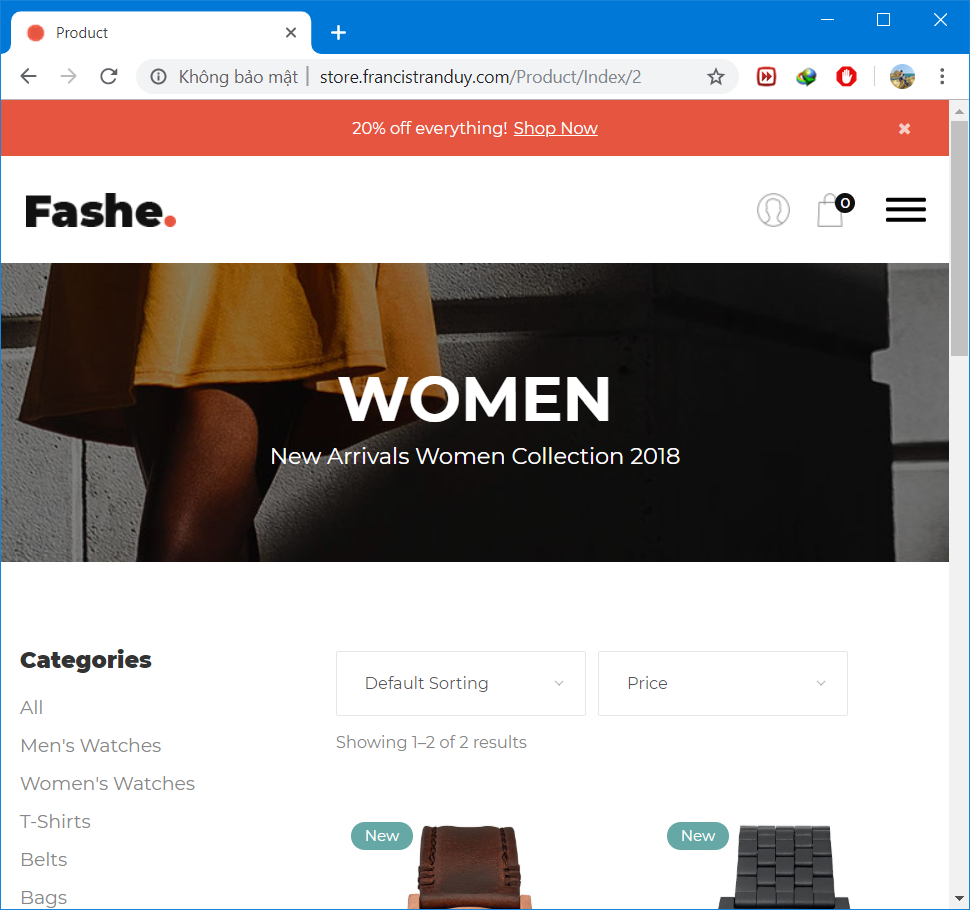 Product
Không bảo mật | store.francistranduy.com/Product/Index/2
20% off everything! Shop Now
Fashe.
0
WOMEN
New Arrivals Women Collection 2018
Categories
All
Men's Watches
Women's Watches
T-Shirts
Belts
Bags
Default Sorting
Price
Showing 1–2 of 2 results
New
New